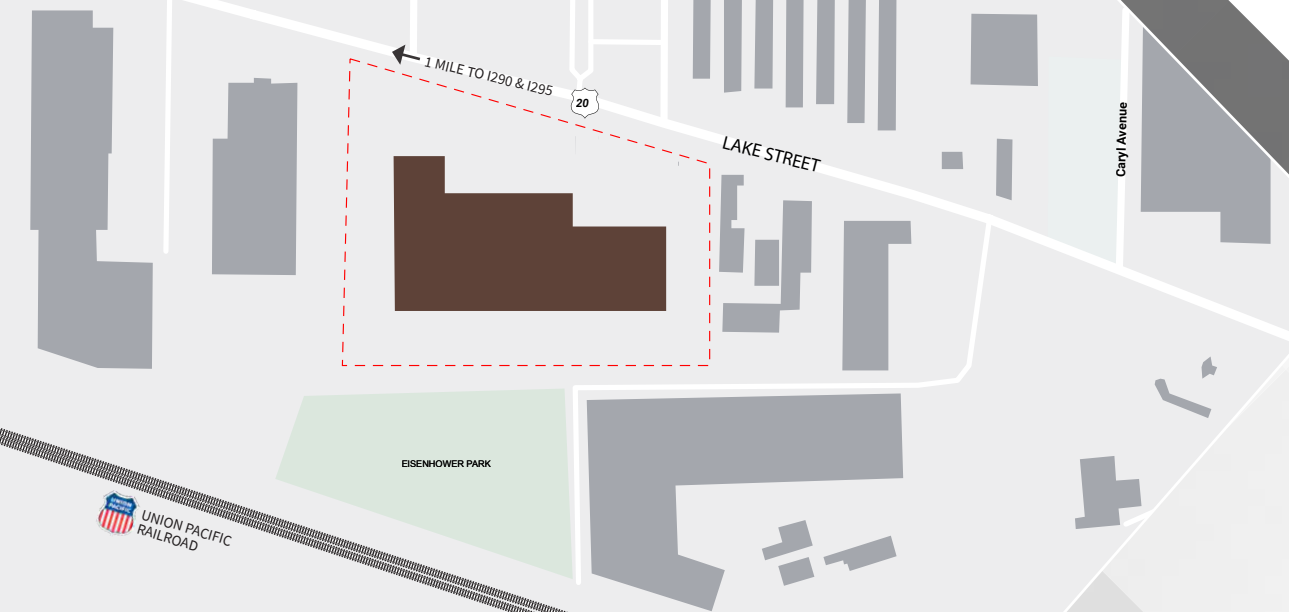 1 MILE TO I290 & I295
20
LAKE STREET
Caryl Avenue
EISENHOWER PARK
UNION
PACIFIC
UNION PACIFIC
RAILROAD